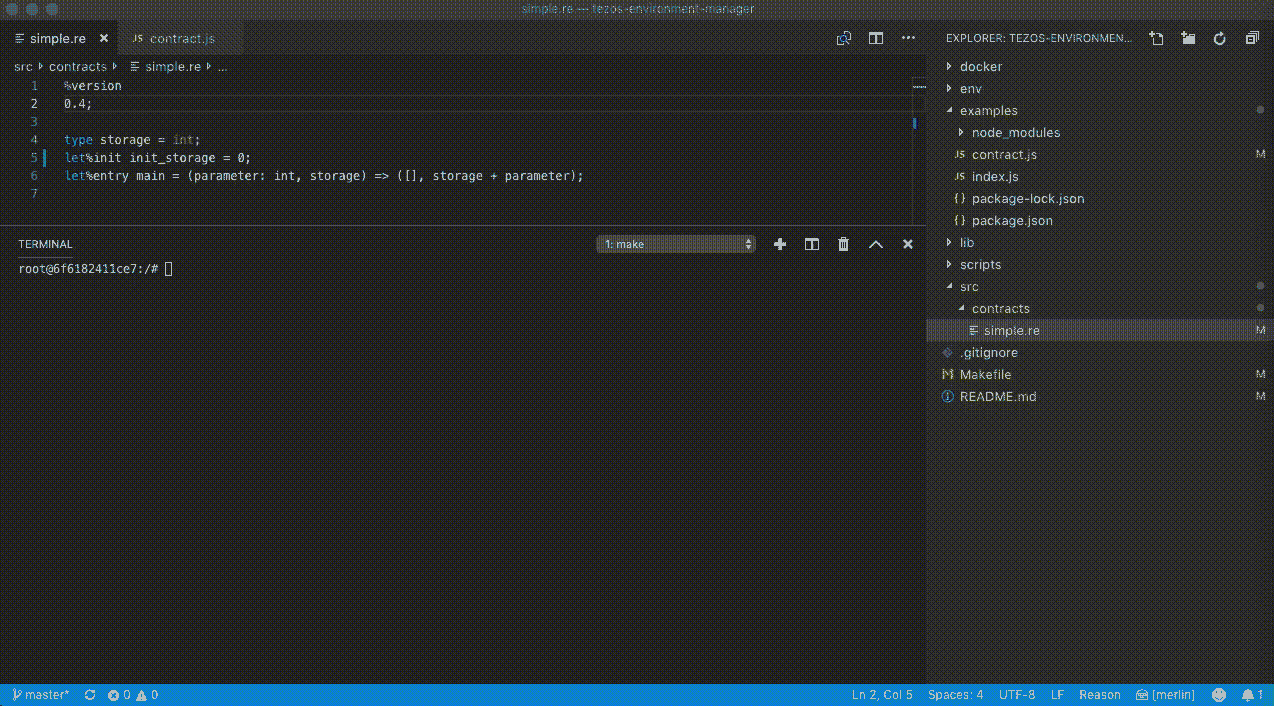 simple.re — tezos-environment-manager
simple.re
JS contract.js
EXPLORER: TEZOS-ENVIRONMEN...
src contracts simple.re ...
1 %version
2 0.4;
3
4 type storage = int;
5 let%init init_storage = 0;
6 let%entry main = (parameter: int, storage) => ([], storage + parameter);
7
TERMINAL
1: make
root@6f6182411ce7:/#
docker
env
examples
node_modules
JS contract.js M
JS index.js
{} package-lock.json
{} package.json
lib
scripts
src
contracts
simple.re M
.gitignore
M Makefile M
README.md M
master* 0 0
Ln 2, Col 5 Spaces: 4 UTF-8 LF Reason [merlin] 1